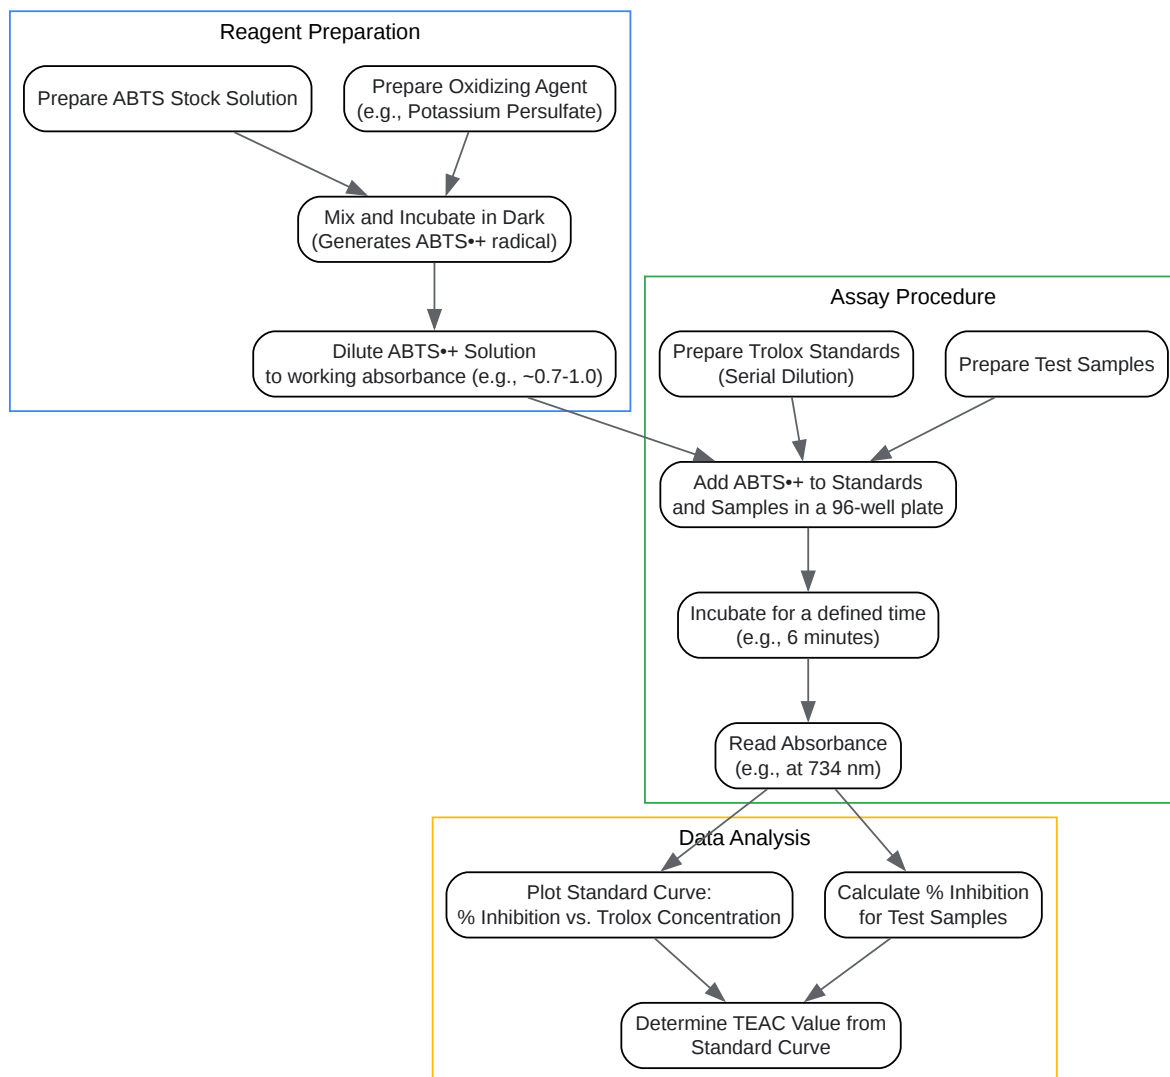 Reagent Preparation
Prepare ABTS Stock Solution
Prepare Oxidizing Agent
(e.g., Potassium Persulfate)
Mix and Incubate in Dark
(Generates ABTS•+ radical)
Dilute ABTS•+ Solution
to working absorbance (e.g., ~0.7-1.0)
Assay Procedure
Prepare Trolox Standards
(Serial Dilution)
Prepare Test Samples
Add ABTS•+ to Standards
and Samples in a 96-well plate
Incubate for a defined time
(e.g., 6 minutes)
Read Absorbance
(e.g., at 734 nm)
Data Analysis
Plot Standard Curve:
% Inhibition vs. Trolox Concentration
Calculate % Inhibition
for Test Samples
Determine TEAC Value from
Standard Curve